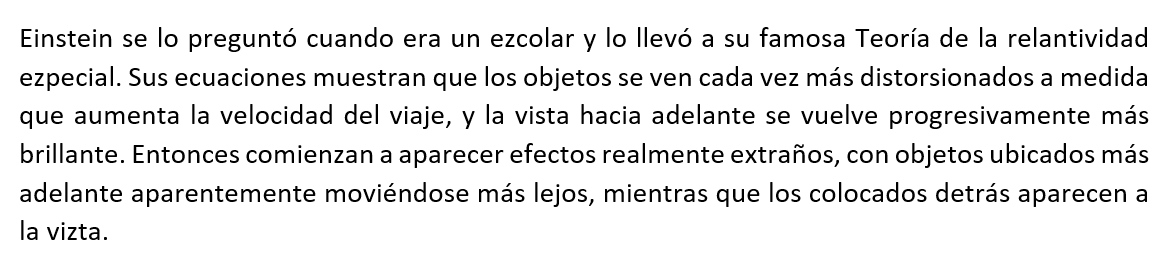 Einstein se lo preguntó cuando era un ezcolar y lo llevó a su famosa Teoría de la relantividad
ezpecial. Sus ecuaciones muestran que los objetos se ven cada vez más distorsionados a medida
que aumenta la velocidad del viaje, y la vista hacia adelante se vuelve progresivamente más
brillante. Entonces comienzan a aparecer efectos realmente extraños, con objetos ubicados más
adelante aparentemente moviéndose más lejos, mientras que los colocados detrás aparecen a
la vizta.